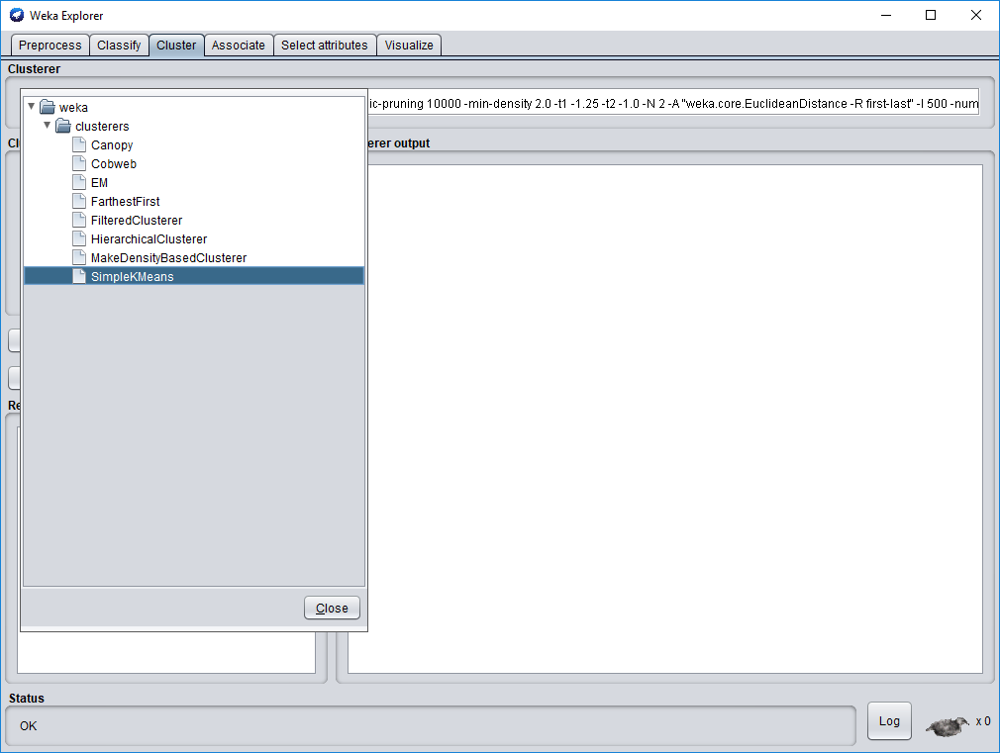 Weka Explorer
Preprocess Classify Cluster Associate Select attributes Visualize
Clusterer
ic-pruning 10000 -min-density 2.0 -t1 -1.25 -t2 -1.0 -N 2 -A "weka.core.EuclideanDistance -R first-last" -I 500 -num
weka
clusterers
Canopy
Cobweb
EM
FarthestFirst
FilteredClusterer
HierarchicalClusterer
MakeDensityBasedClusterer
SimpleKMeans
Close
Cl
erer output
Re
Status
OK
Log
x 0